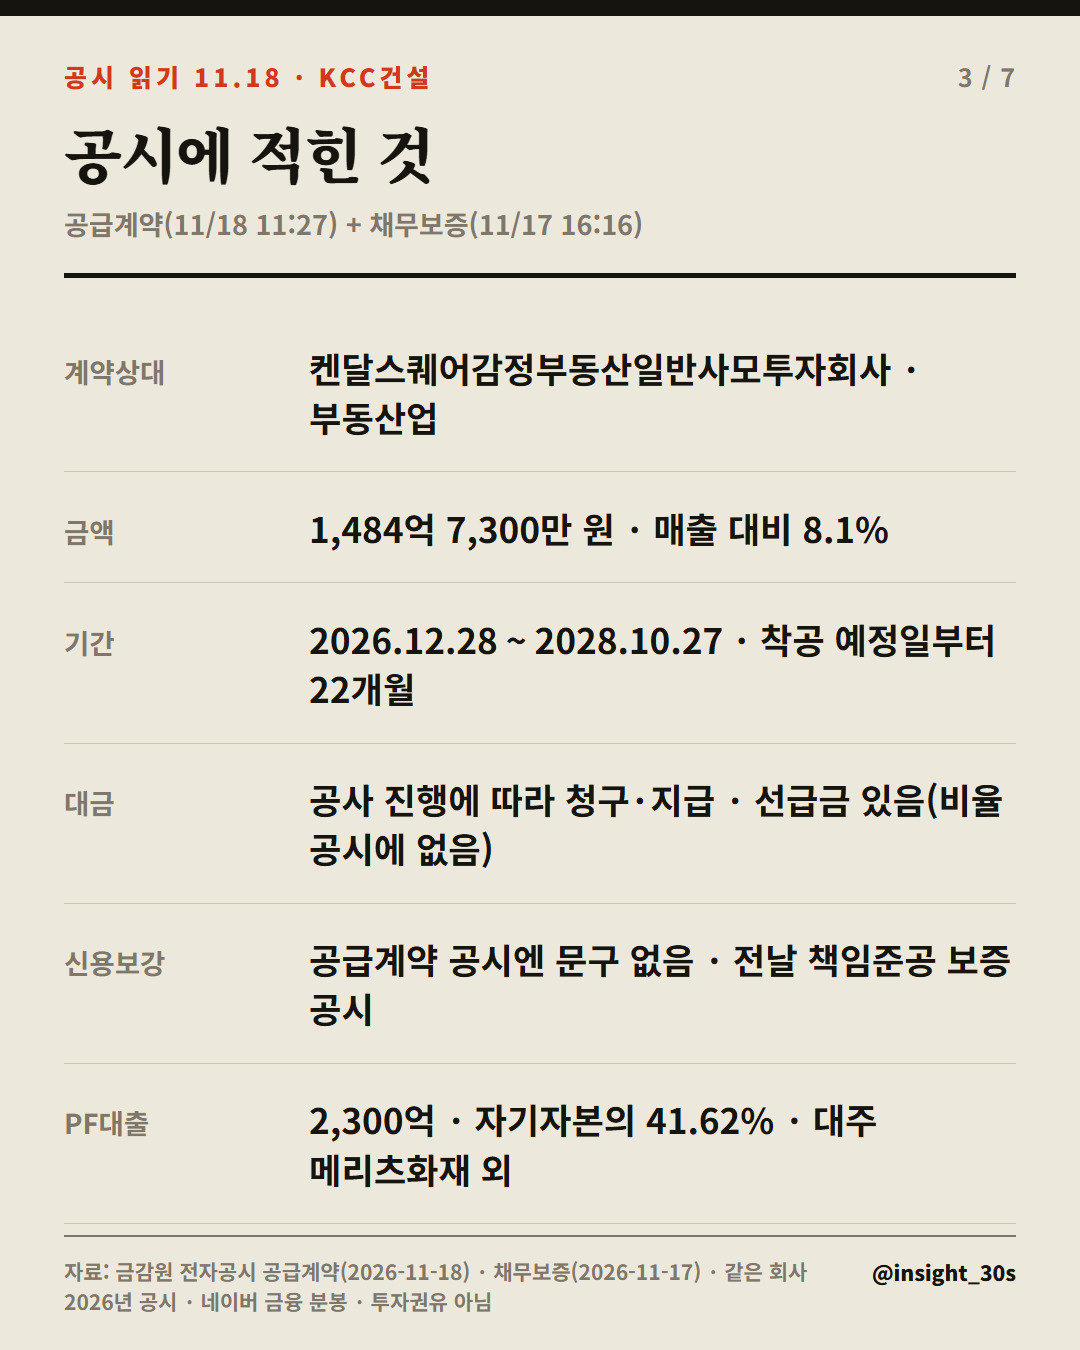 공시 읽기 11.18 · KCC건설
3 / 7
공시에 적힌 것
공급계약(11/18 11:27) + 채무보증(11/17 16:16)
계약상대
켄달스퀘어감정부동산일반사모투자회사 ·
부동산업
금액
1,484억 7,300만 원 · 매출 대비 8.1%
기간
2026.12.28 ~ 2028.10.27 · 착공 예정일부터
22개월
대금
공사 진행에 따라 청구·지급 · 선급금 있음(비율
공시에 없음)
신용보강
공급계약 공시엔 문구 없음 · 전날 책임준공 보증
공시
PF대출
2,300억 · 자기자본의 41.62% · 대주
메리츠화재 외
자료: 금감원 전자공시 공급계약(2026-11-18) · 채무보증(2026-11-17) · 같은 회사
2026년 공시 · 네이버 금융 분봉 · 투자권유 아님
@insight_30s